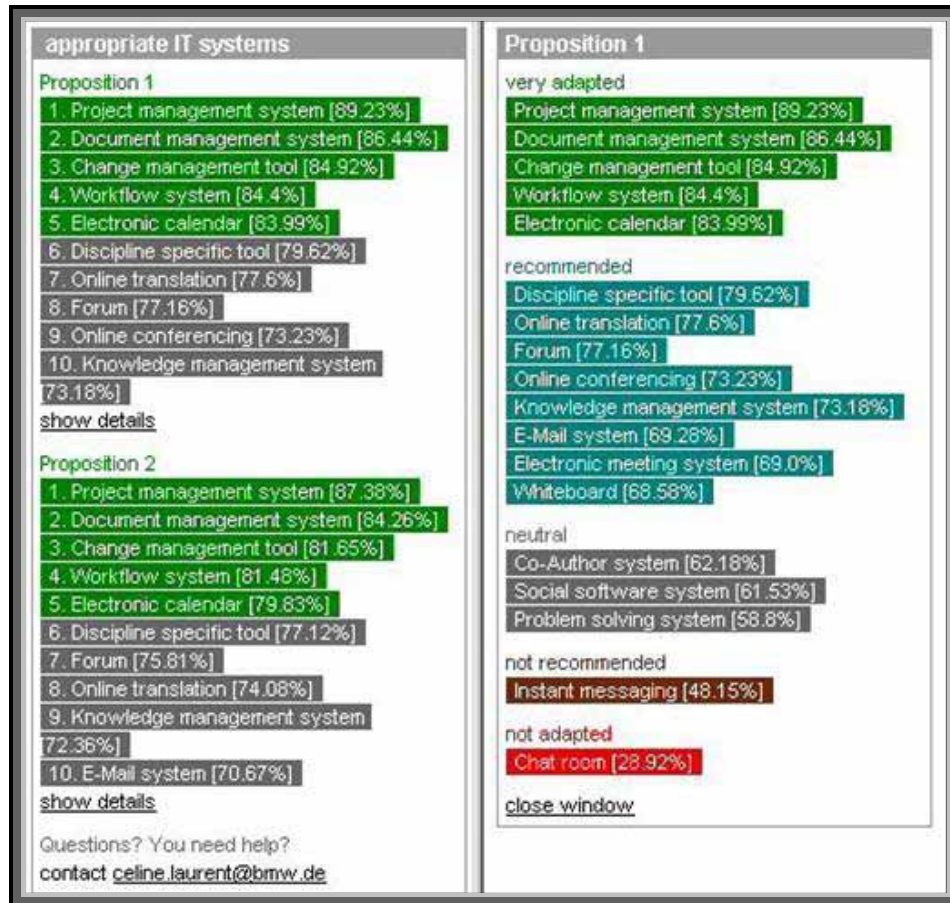 appropriate IT systems
Proposition 1
1. Project management system [89.23%]
2. Document management system [86.44%]
3. Change management tool [84.92%]
4. Workflow system [84.4%]
5. Electronic calendar [83.99%]
6. Discipline specific tool [79.62%]
7. Online translation [77.6%]
8. Forum [77.16%]
9. Online conferencing [73.23%]
10. Knowledge management system
[73.18%]
show details
Proposition 2
1. Project management system [87.38%]
2. Document management system [84.26%]
3. Change management tool [81.65%]
4. Workflow system [81.48%]
5. Electronic calendar [79.83%]
6. Discipline specific tool [77.12%]
7. Forum [75.81%]
8. Online translation [74.08%]
9. Knowledge management system
[72.36%]
10. E-Mail system [70.67%]
show details
Questions? You need help?
contact celine.laurent@bmw.de
Proposition 1
very adapted
Project management system [89.23%]
Document management system [86.44%]
Change management tool [84.92%]
Workflow system [84.4%]
Electronic calendar [83.99%]
recommended
Discipline specific tool [79.62%]
Online translation [77.6%]
Forum [77.16%]
Online conferencing [73.23%]
Knowledge management system [73.18%]
E-Mail system [69.28%]
Electronic meeting system [69.0%]
Whiteboard [68.58%]
neutral
Co-Author system [62.18%]
Social software system [61.53%]
Problem solving system [58.8%]
not recommended
Instant messaging [48.15%]
not adapted
Chat room [28.92%]
close window